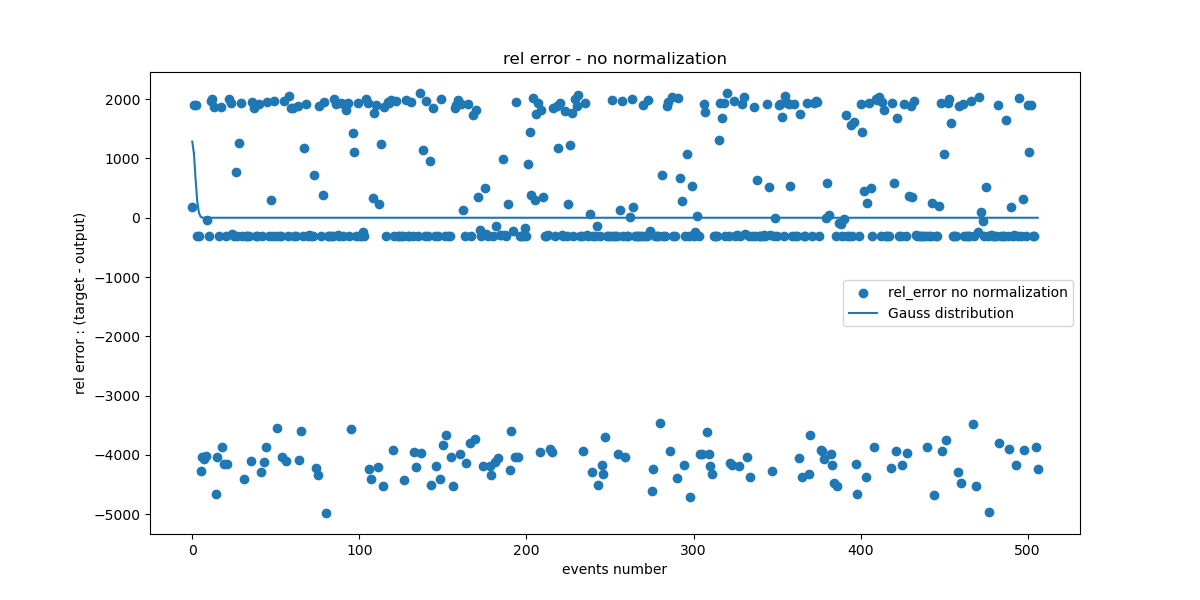 rel error - no normalization
rel error : (target - output)
2000
1000
0
−1000
−2000
−3000
−4000
−5000
rel_error no normalization
Gauss distribution
0 100 200 300 400 500
events number